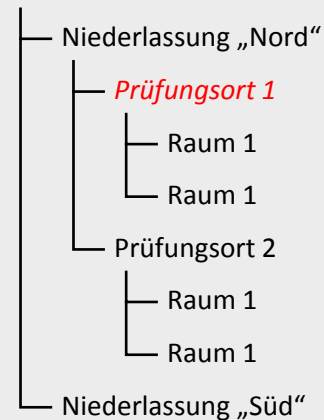 Niederlassung „Nord“
Prüfungsort 1
Raum 1
Raum 1
Prüfungsort 2
Raum 1
Raum 1
Niederlassung „Süd“